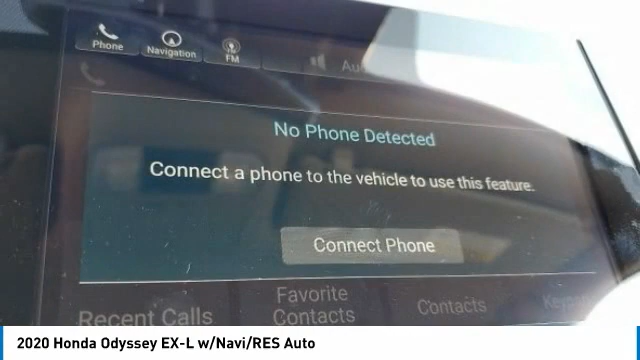 Phone
Navigation
FM
No Phone Detected
Connect a phone to the vehicle to use this feature.
Connect Phone
Recent Calls
Favorite
Contacts
Contacts
2020 Honda Odyssey EX-L w/Navi/RES Auto